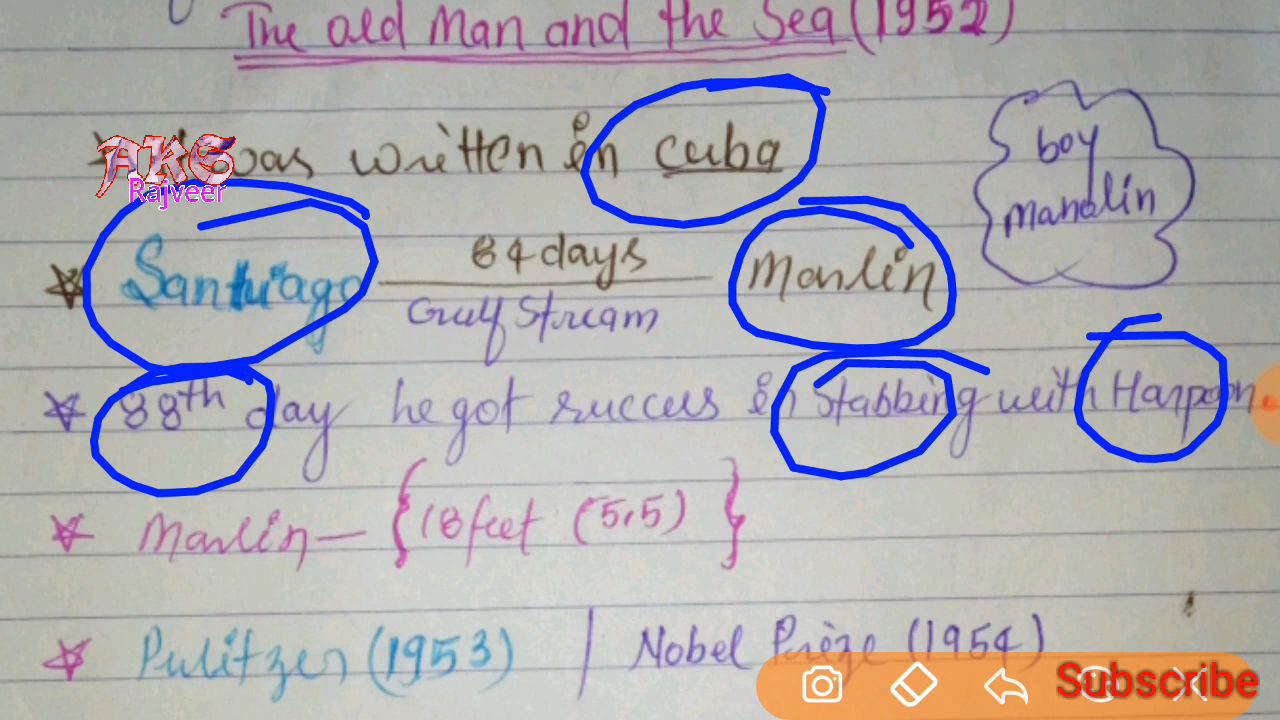 The old Man and the Sea (1952)
was written in cuba
AKG
Rajveer
boy
manolin
Santiago 84 days Marlin
Gulf Stream
88th day he got success in stabbing with Harpoon.
Marlin - {18 feet (5.5) }
Pulitzer (1953) / Nobel Prize (1954)
Subscribe